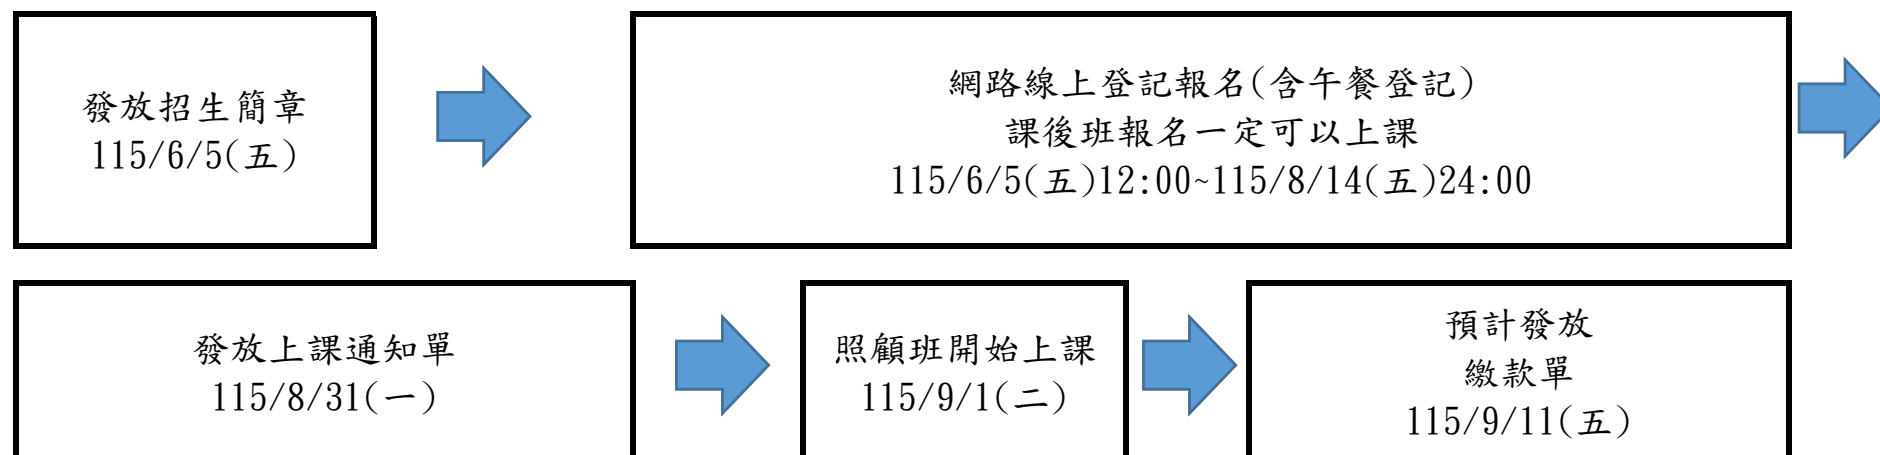 發放招生簡章
115/6/5(五)
網路線上登記報名(含午餐登記)
課後班報名一定可以上課
115/6/5(五)12:00~115/8/14(五)24:00
發放上課通知單
115/8/31(一)
照顧班開始上課
115/9/1(二)
預計發放
繳款單
115/9/11(五)